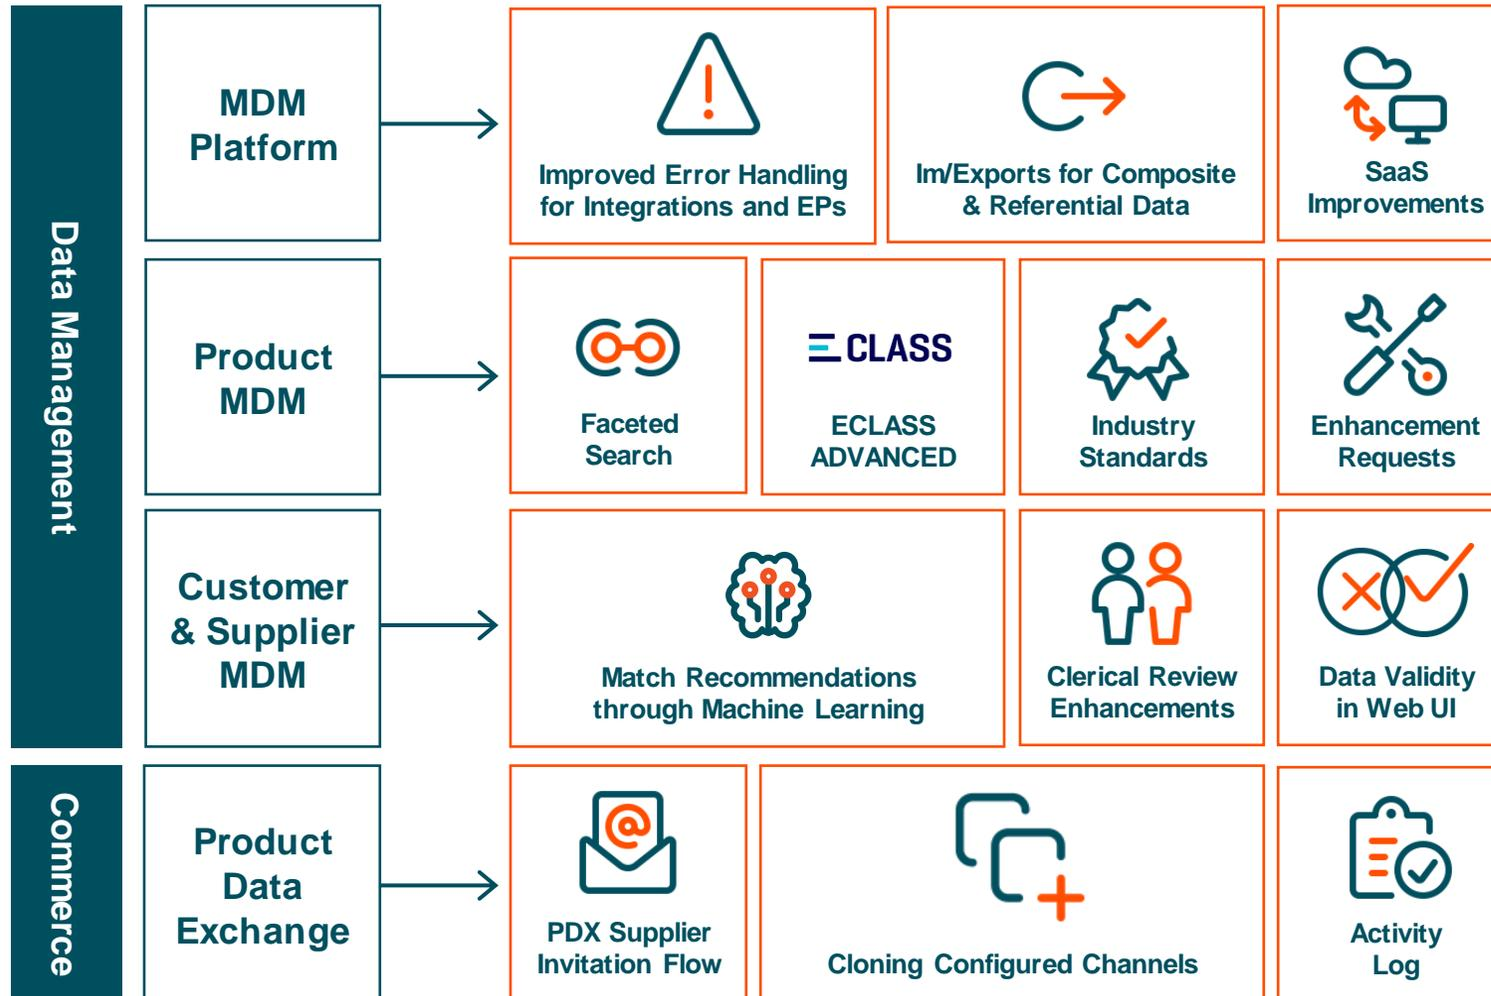 Data Management
MDM
Platform
Improved Error Handling
for Integrations and EPs
Im/Exports for Composite
& Referential Data
SaaS
Improvements
Product
MDM
Faceted
Search
ECLASS
ECLASS
ADVANCED
Industry
Standards
Enhancement
Requests
Customer
& Supplier
MDM
Match Recommendations
through Machine Learning
Clerical Review
Enhancements
Data Validity
in Web UI
Commerce
Product
Data
Exchange
@
PDX Supplier
Invitation Flow
Cloning Configured Channels
Activity
Log